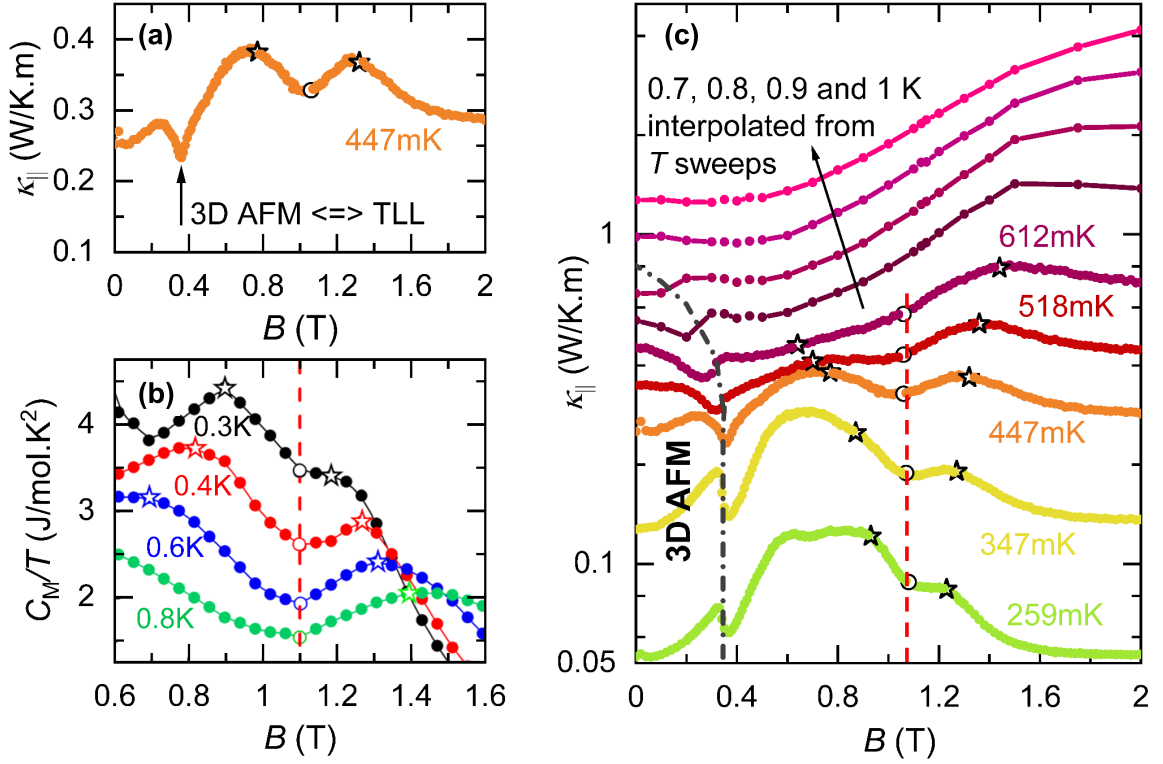 (a)
0.4
0.3
0.2
0.1
κ|| (W/K.m)
447mK
3D AFM <=> TLL
0 0.4 0.8 1.2 1.6 2
B (T)
(b)
4
3
2
C_M/T (J/mol.K²)
0.3K
0.4K
0.6K
0.8K
0.6 0.8 1 1.2 1.4 1.6
B (T)
(c)
0.7, 0.8, 0.9 and 1 K
interpolated from
T sweeps
1
0.1
0.05
κ|| (W/K.m)
612mK
518mK
447mK
3D AFM
347mK
259mK
0 0.4 0.8 1.2 1.6 2
B (T)